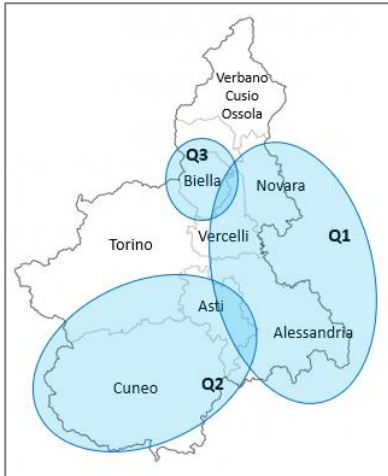 Verbano
Cusio
Ossola
Q3
Biella
Novara
Vercelli
Q1
Torino
Asti
Alessandria
Cuneo
Q2